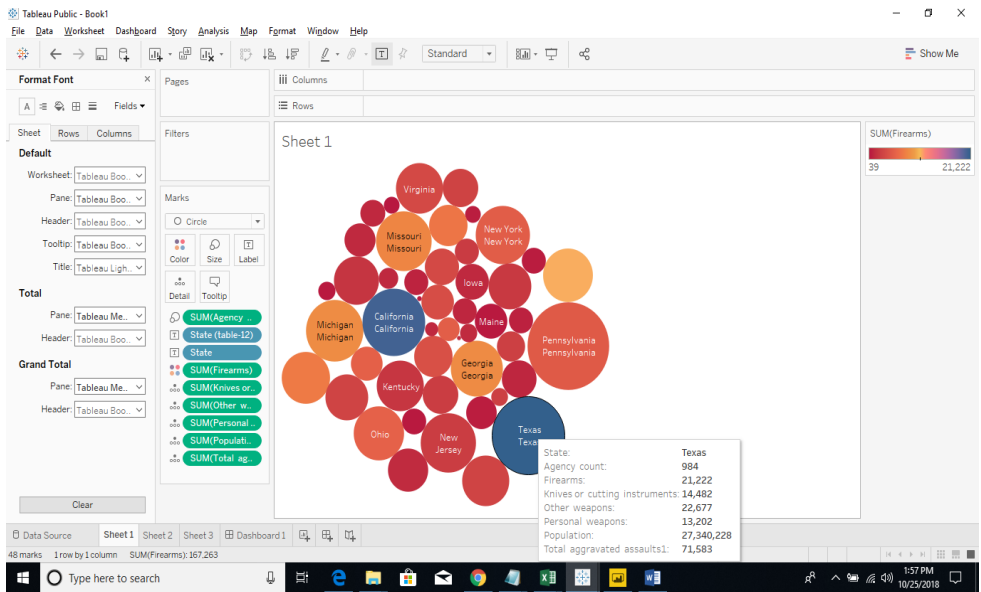 Tableau Public - Book1
File Data Worksheet Dashboard Story Analysis Map Format Window Help
Standard
Show Me
Format Font
Fields
Sheet Rows Columns
Default
Worksheet: Tableau Boo..
Pane: Tableau Boo..
Header: Tableau Boo..
Tooltip: Tableau Boo..
Title: Tableau Ligh..
Total
Pane: Tableau Me..
Header: Tableau Boo..
Grand Total
Pane: Tableau Me..
Header: Tableau Boo..
Clear
Pages
Filters
Marks
Circle
Color Size Label
Detail Tooltip
SUM(Agency ..
State (table-12)
State
SUM(Firearms)
SUM(Knives or..
SUM(Other w..
SUM(Personal ..
SUM(Populati..
SUM(Total ag..
Columns
Rows
Sheet 1
Virginia
Missouri
Missouri
New York
New York
Iowa
California
California
Maine
Michigan
Michigan
Pennsylvania
Pennsylvania
Georgia
Georgia
Kentucky
Ohio
New
Jersey
Texas
Texas
State: Texas
Agency count: 984
Firearms: 21,222
Knives or cutting instruments: 14,482
Other weapons: 22,677
Personal weapons: 13,202
Population: 27,340,228
Total aggravated assaults1: 71,583
SUM(Firearms)
39 21,222
Data Source Sheet 1 Sheet 2 Sheet 3 Dashboard 1
48 marks 1 row by 1 column SUM(Firearms): 167,263
Type here to search
1:57 PM
10/25/2018